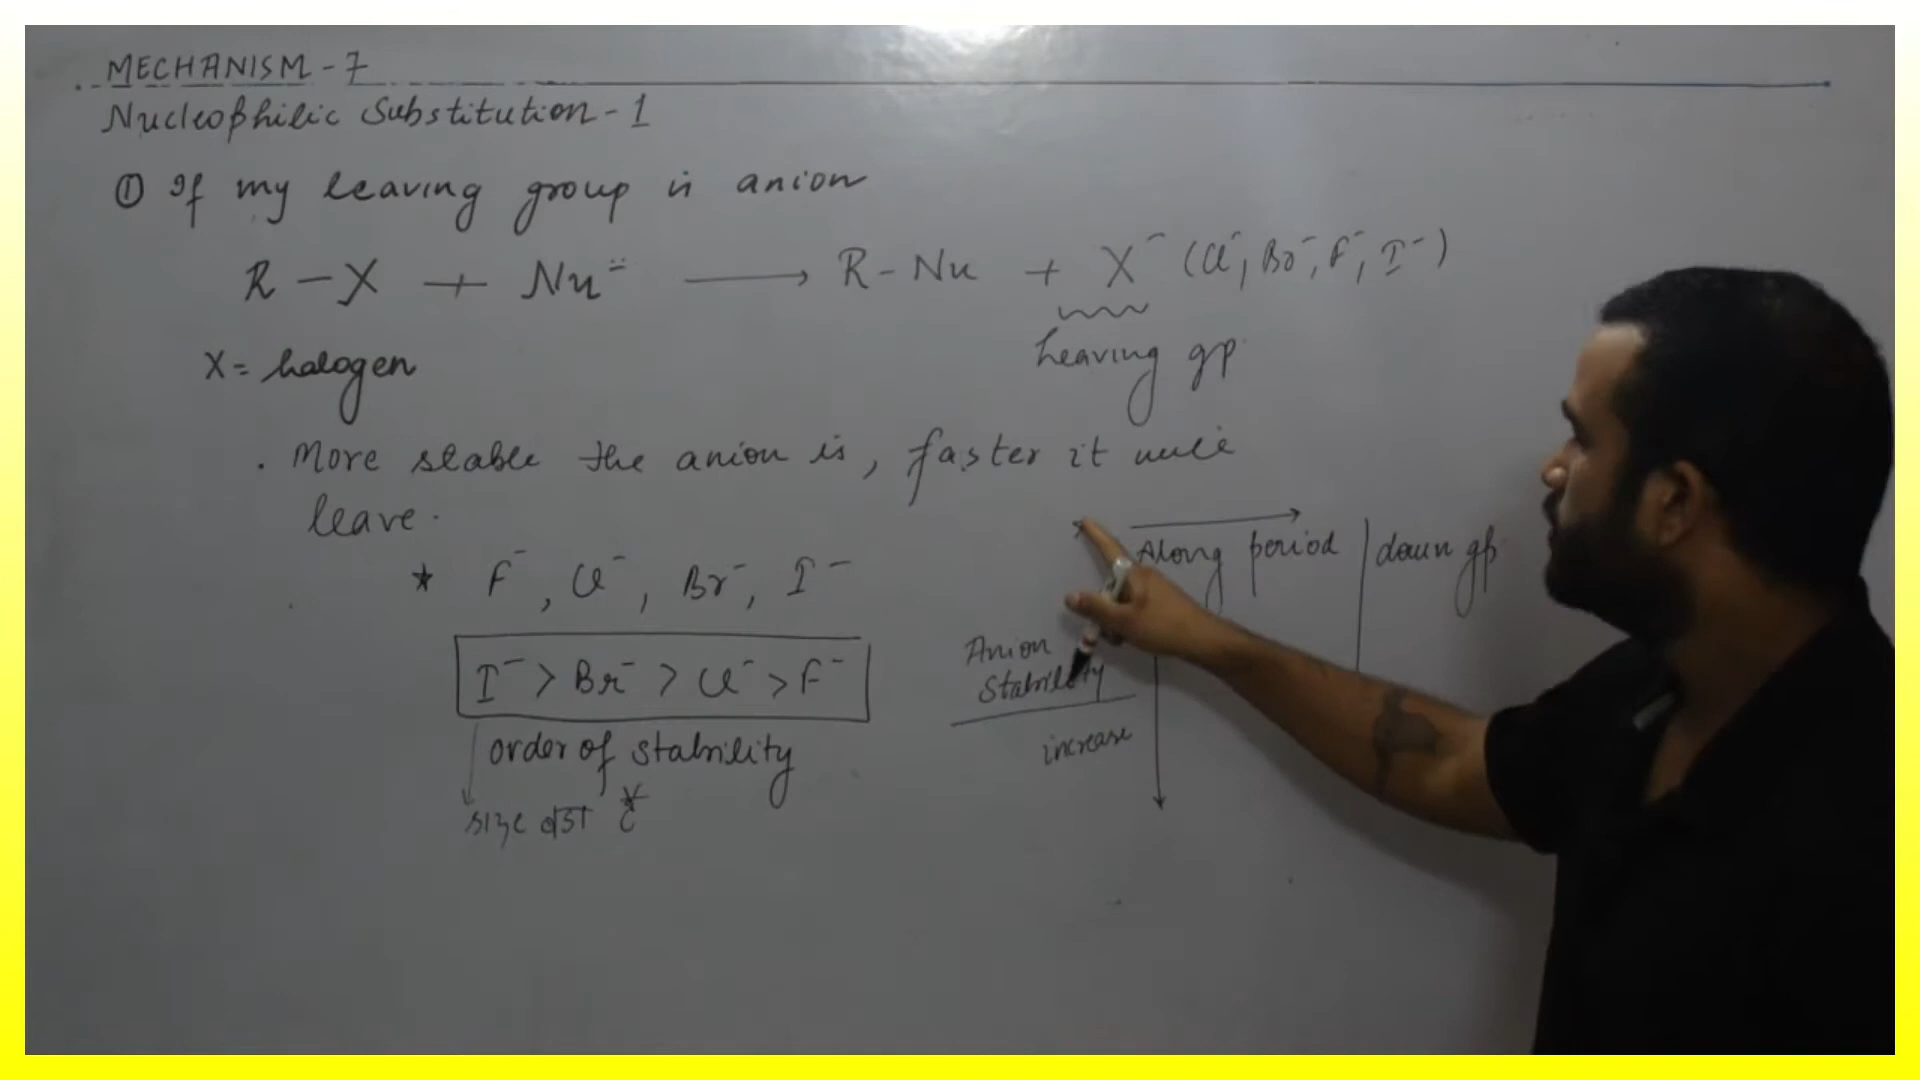 MECHANISM - 7
Nucleophilic Substitution - 1
① If my leaving group is anion
R - X + Nu⁻ ⟶ R - Nu + X⁻ (Cl⁻, Br⁻, F⁻, I⁻)
X = halogen
Leaving gp
. More stable the anion is, faster it will
leave.
* F⁻, Cl⁻, Br⁻, I⁻
I⁻ > Br⁻ > Cl⁻ > F⁻
order of stability
size
Along period
down gp
Anion
Stability
increase